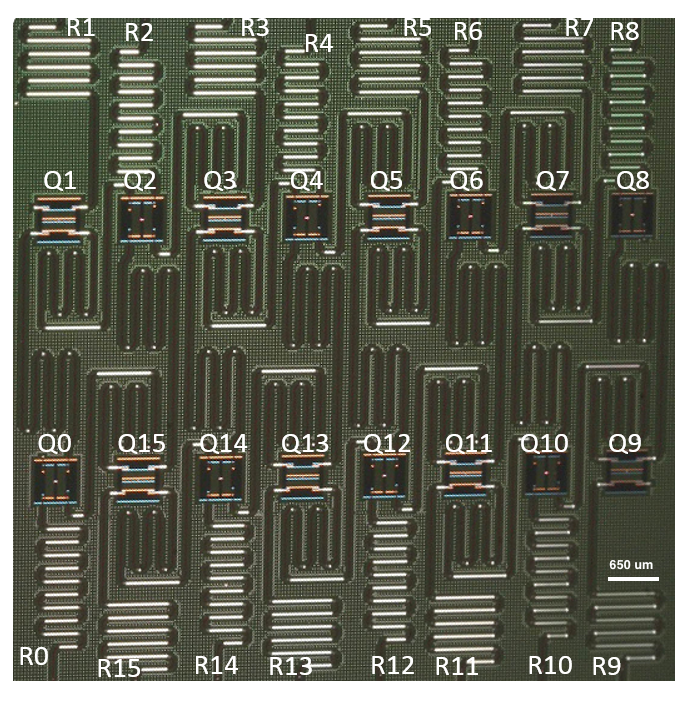 R1 R2 R3 R4 R5 R6 R7 R8
Q1 Q2 Q3 Q4 Q5 Q6 Q7 Q8
Q0 Q15 Q14 Q13 Q12 Q11 Q10 Q9
650 um
R0 R15 R14 R13 R12 R11 R10 R9